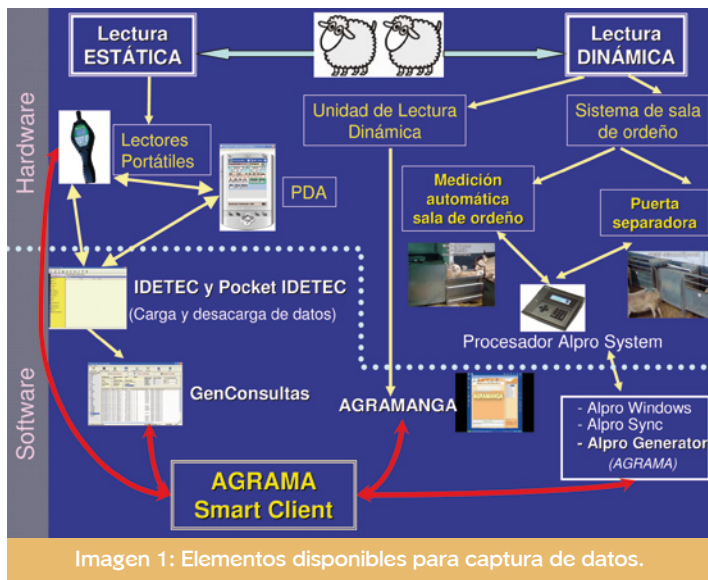 Lectura
ESTÁTICA
Lectura
DINÁMICA
Hardware
Software
Lectores
Portátiles
PDA
Unidad de Lectura
Dinámica
Sistema de sala
de ordeño
Medición
automática
sala de ordeño
Puerta
separadora
IDETEC y Pocket IDETEC
(Carga y desacarga de datos)
Procesador Alpro System
GenConsultas
AGRAMANGA
- Alpro Windows
- Alpro Sync
- Alpro Generator
(AGRAMA)
AGRAMA
Smart Client
Imagen 1: Elementos disponibles para captura de datos.